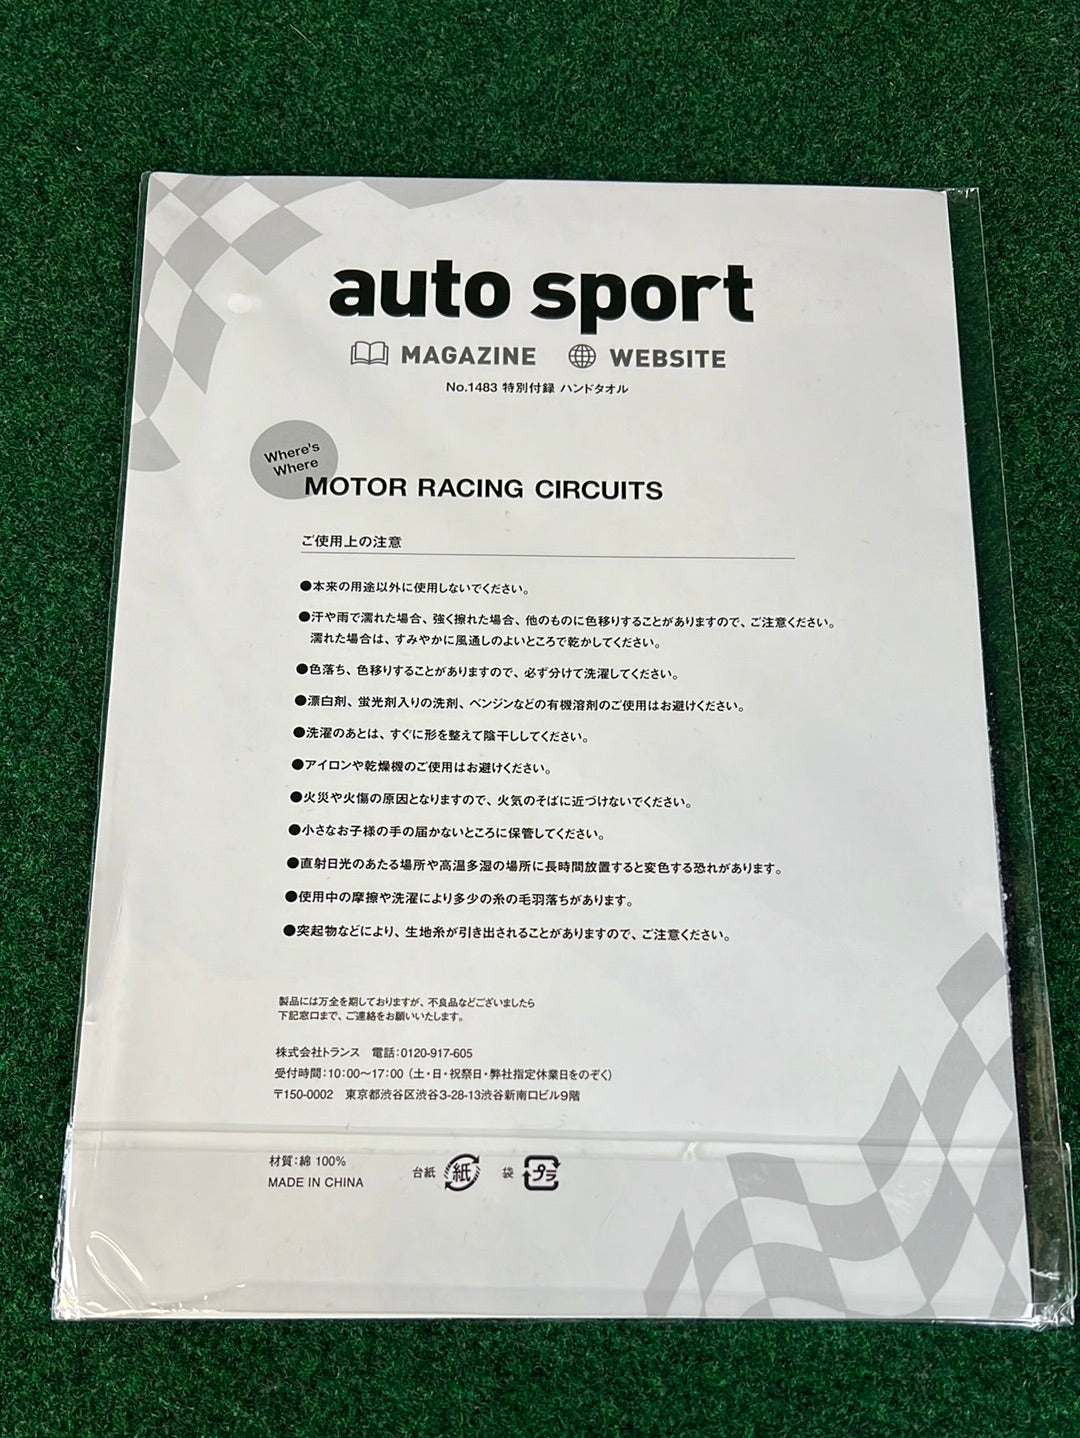 auto sport
MAGAZINE WEBSITE
No.1483 特別付録 ハンドタオル
Where's
Where
MOTOR RACING CIRCUITS
ご使用上の注意
●本来の用途以外に使用しないでください。
●汗や雨で濡れた場合、強く擦れた場合、他のものに色移りすることがありますので、ご注意ください。
濡れた場合は、すみやかに風通しのよいところで乾かしてください。
●色落ち、色移りすることがありますので、必ず分けて洗濯してください。
●漂白剤、蛍光剤入りの洗剤、ベンジンなどの有機溶剤のご使用はお避けください。
●洗濯のあとは、すぐに形を整えて陰干ししてください。
●アイロンや乾燥機のご使用はお避けください。
●火災や火傷の原因となりますので、火気のそばに近づけないでください。
●小さなお子様の手の届かないところに保管してください。
●直射日光のあたる場所や高温多湿の場所に長時間放置すると変色する恐れがあります。
●使用中の摩擦や洗濯により多少の糸の毛羽落ちがあります。
●突起物などにより、生地糸が引き出されることがありますので、ご注意ください。
製品には万全を期しておりますが、不良品などございましたら
下記窓口まで、ご連絡をお願いいたします。
株式会社トランス 電話:0120-917-605
受付時間:10:00〜17:00 (土・日・祝祭日・弊社指定休業日をのぞく)
〒150-0002 東京都渋谷区渋谷3-28-13渋谷新南口ビル9階
材質:綿 100%
MADE IN CHINA
台紙 紙 袋 プラ